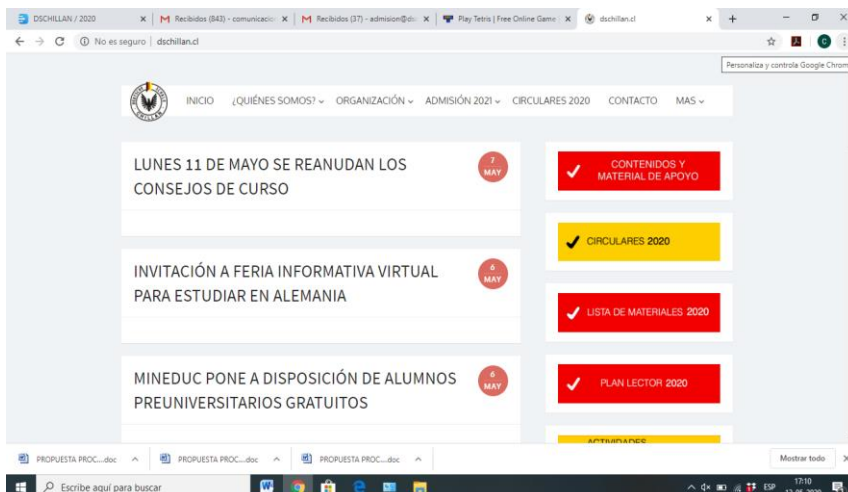 DSCHILLAN / 2020
Recibidos (843) - comunicacio
Recibidos (37) - admision@ds
Play Tetris | Free Online Game
dschillan.cl
No es seguro | dschillan.cl
Personaliza y controla Google Chrom
INICIO ¿QUIÉNES SOMOS? ORGANIZACIÓN ADMISIÓN 2021 CIRCULARES 2020 CONTACTO MAS
LUNES 11 DE MAYO SE REANUDAN LOS
CONSEJOS DE CURSO
7
MAY
INVITACIÓN A FERIA INFORMATIVA VIRTUAL
PARA ESTUDIAR EN ALEMANIA
6
MAY
MINEDUC PONE A DISPOSICIÓN DE ALUMNOS
PREUNIVERSITARIOS GRATUITOS
6
MAY
CONTENIDOS Y
MATERIAL DE APOYO
CIRCULARES 2020
LISTA DE MATERIALES 2020
PLAN LECTOR 2020
ACTIVIDADES
PROPUESTA PROC....doc
PROPUESTA PROC....doc
PROPUESTA PROC....doc
Mostrar todo
Escribe aquí para buscar
ESP
17:10